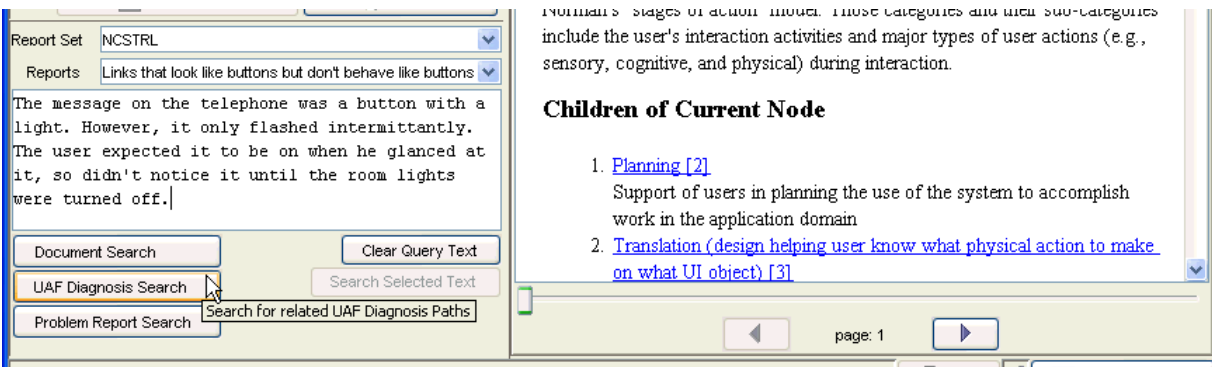 Norman's "stages of action" model. Those categories and their sub-categories
include the user's interaction activities and major types of user actions (e.g.,
sensory, cognitive, and physical) during interaction.
Children of Current Node
1. Planning [2]
Support of users in planning the use of the system to accomplish
work in the application domain
2. Translation (design helping user know what physical action to make
on what UI object) [3]
page: 1
Report Set NCSTRL
Reports Links that look like buttons but don't behave like buttons
The message on the telephone was a button with a
light. However, it only flashed intermittantly.
The user expected it to be on when he glanced at
it, so didn't notice it until the room lights
were turned off.
Document Search
Clear Query Text
UAF Diagnosis Search
Search Selected Text
Search for related UAF Diagnosis Paths
Problem Report Search